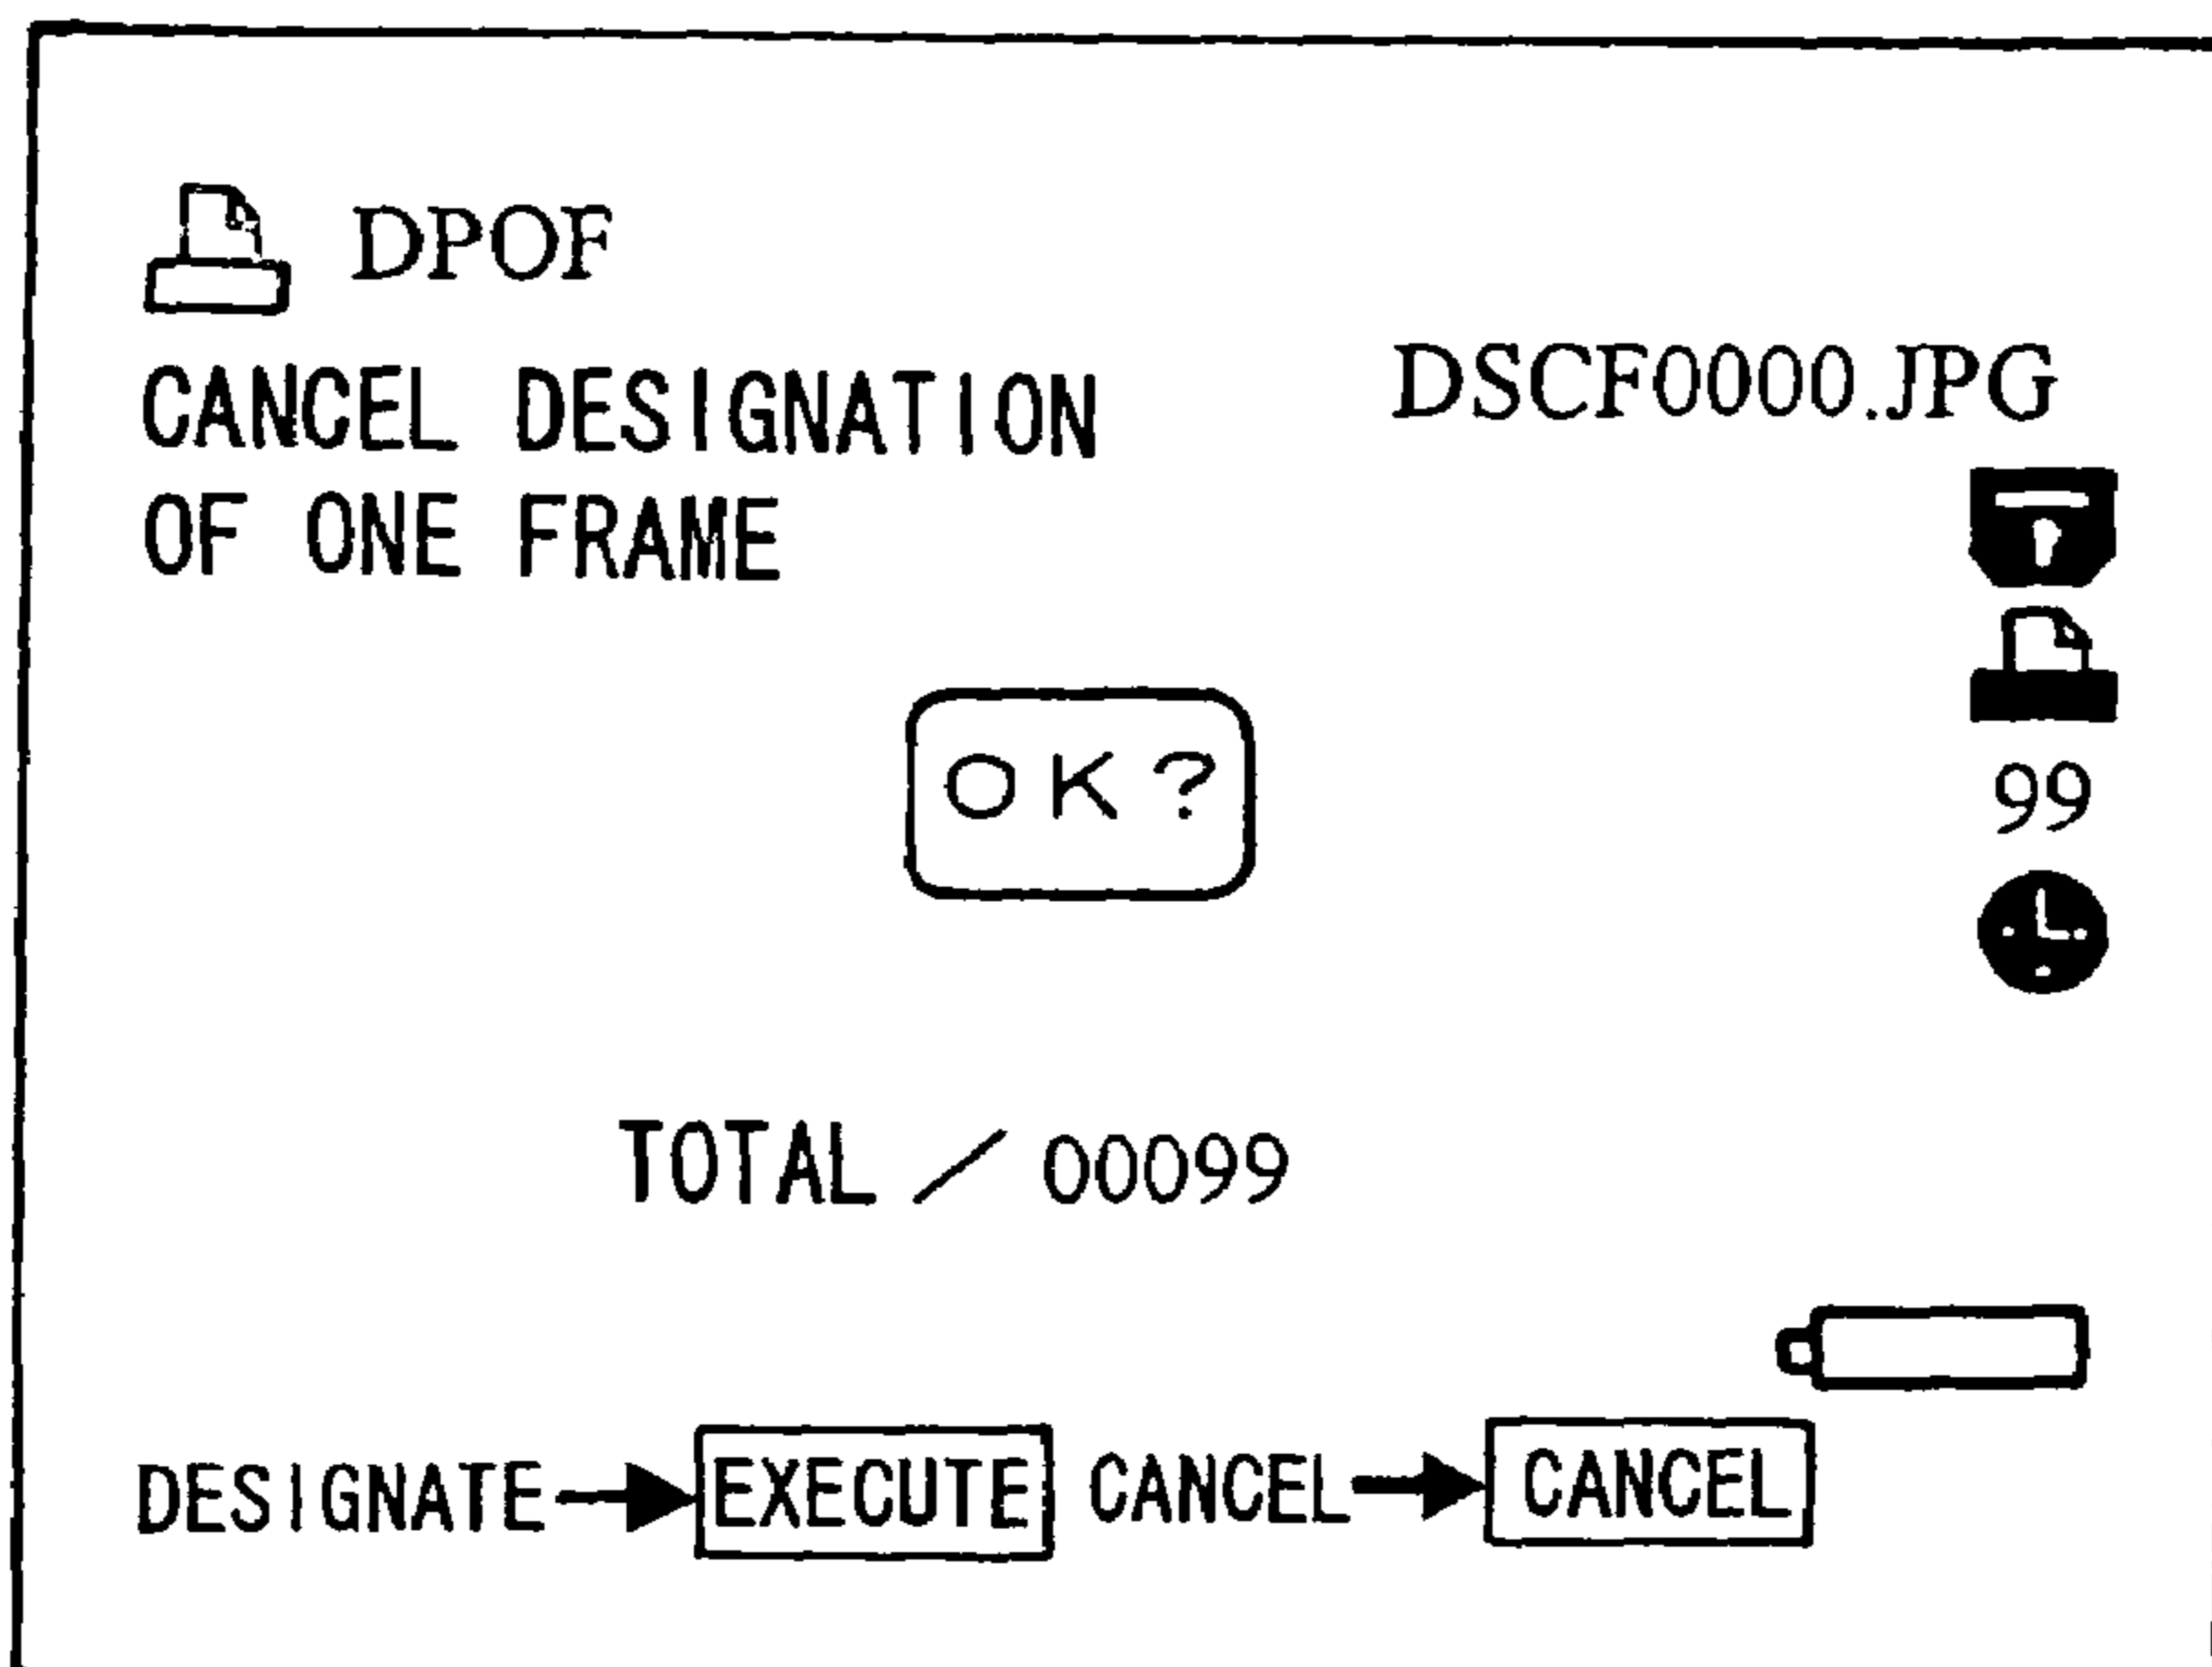 DPOF
CANCEL DESIGNATION
OF ONE FRAME
DSCF0000.JPG
OK?
99
TOTAL / 00099
DESIGNATE EXECUTE CANCEL CANCEL